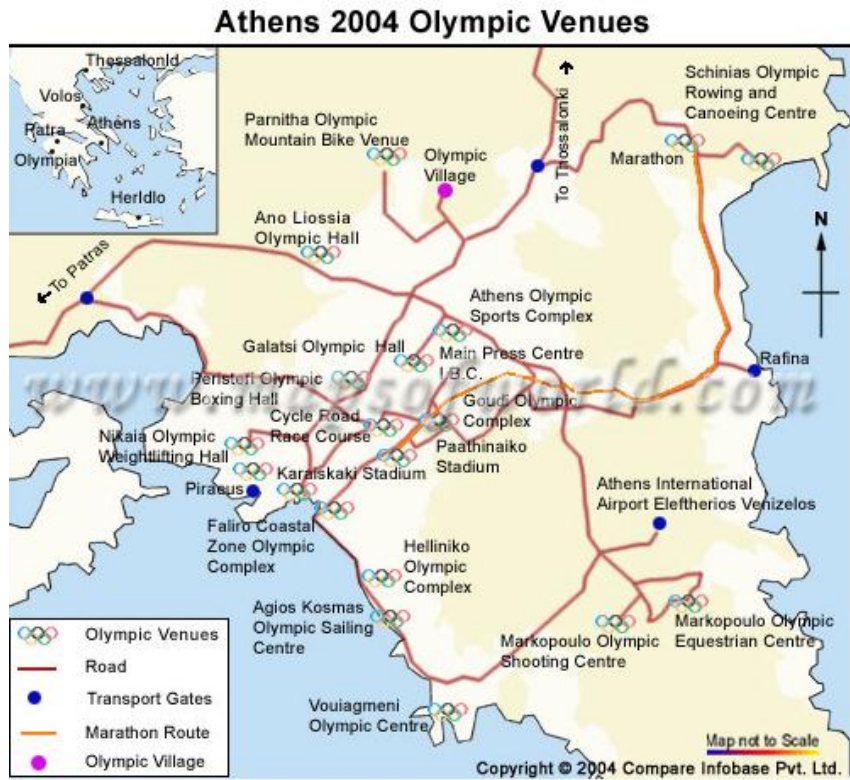 Athens 2004 Olympic Venues
Thessalonld
Volos
Patra
Athens
Olympia
Herldlo
Parnitha Olympic
Mountain Bike Venue
Olympic
Village
To Thossalonki
Schinias Olympic
Rowing and
Canoeing Centre
Marathon
Ano Liossia
Olympic Hall
N
To Patras
Athens Olympic
Sports Complex
Galatsi Olympic Hall
Main Press Centre
I.B.C.
Rafina
www.mapsofworld.com
Peristeri Olympic
Boxing Hall
Goudi Olympic
Complex
Cycle Road
Race Course
Nikaia Olympic
Weightlifting Hall
Paathinaiko
Stadium
Karaiskaki Stadium
Piraeus
Athens International
Airport Eleftherios Venizelos
Faliro Coastal
Zone Olympic
Complex
Helliniko
Olympic
Complex
Agios Kosmas
Olympic Sailing
Centre
Markopoulo Olympic
Shooting Centre
Markopoulo Olympic
Equestrian Centre
Vouiagmeni
Olympic Centre
Olympic Venues
Road
Transport Gates
Marathon Route
Olympic Village
Map not to Scale
Copyright © 2004 Compare Infobase Pvt. Ltd.